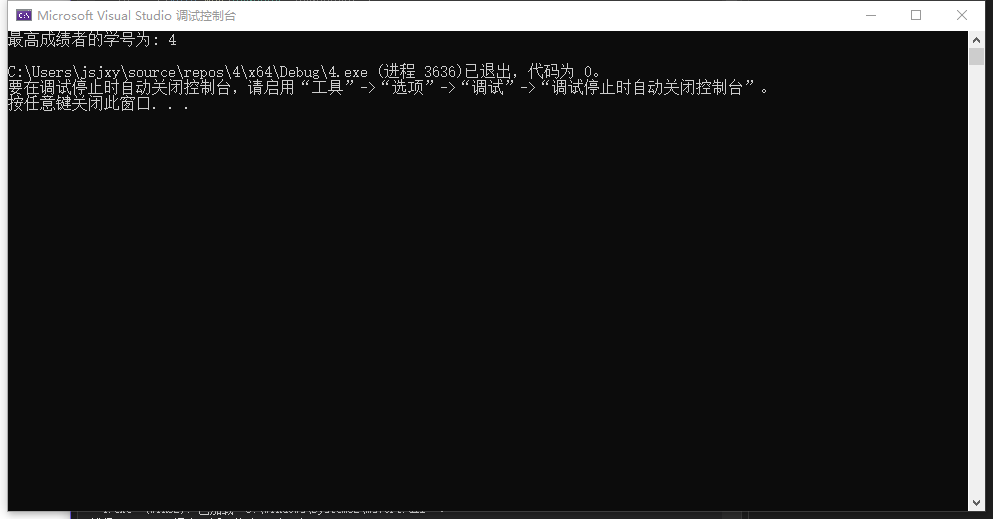 Microsoft Visual Studio 调试控制台
最高成绩者的学号为: 4
C:\Users\jsjxy\source\repos\4\x64\Debug\4.exe (进程 3636)已退出，代码为 0。
要在调试停止时自动关闭控制台，请启用“工具”->“选项”->“调试”->“调试停止时自动关闭控制台”。
按任意键关闭此窗口. . .